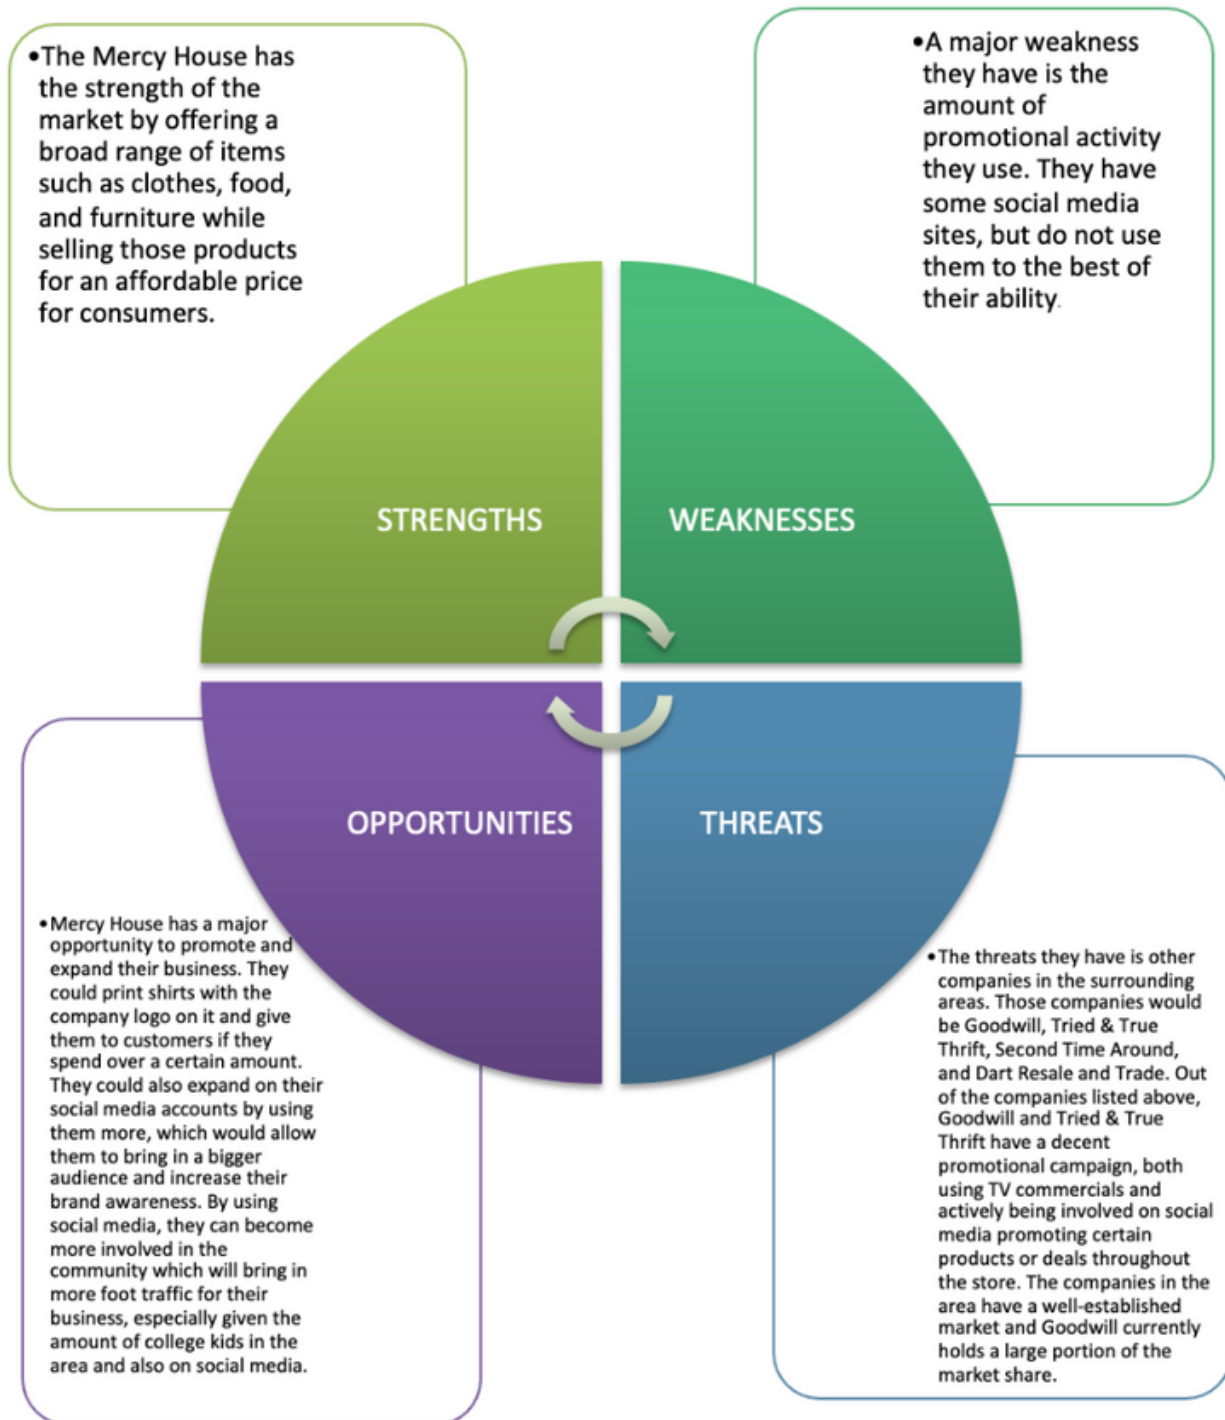 •The Mercy House has
the strength of the
market by offering a
broad range of items
such as clothes, food,
and furniture while
selling those products
for an affordable price
for consumers.
•A major weakness
they have is the
amount of
promotional activity
they use. They have
some social media
sites, but do not use
them to the best of
their ability.
STRENGTHS
WEAKNESSES
OPPORTUNITIES
THREATS
•Mercy House has a major
opportunity to promote and
expand their business. They
could print shirts with the
company logo on it and give
them to customers if they
spend over a certain amount.
They could also expand on their
social media accounts by using
them more, which would allow
them to bring in a bigger
audience and increase their
brand awareness. By using
social media, they can become
more involved in the
community which will bring in
more foot traffic for their
business, especially given the
amount of college kids in the
area and also on social media.
•The threats they have is other
companies in the surrounding
areas. Those companies would
be Goodwill, Tried & True
Thrift, Second Time Around,
and Dart Resale and Trade. Out
of the companies listed above,
Goodwill and Tried & True
Thrift have a decent
promotional campaign, both
using TV commercials and
actively being involved on social
media promoting certain
products or deals throughout
the store. The companies in the
area have a well-established
market and Goodwill currently
holds a large portion of the
market share.